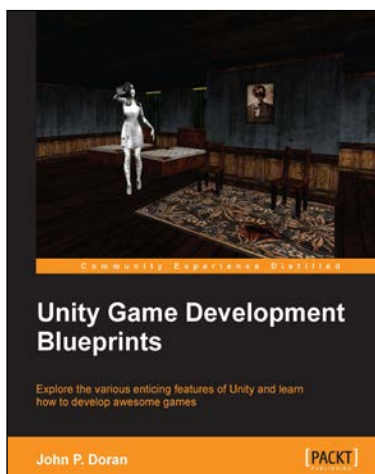 Community Experience Distilled
Unity Game Development
Blueprints
Explore the various enticing features of Unity and learn
how to develop awesome games
John P. Doran
[PACKT]
PUBLISHING